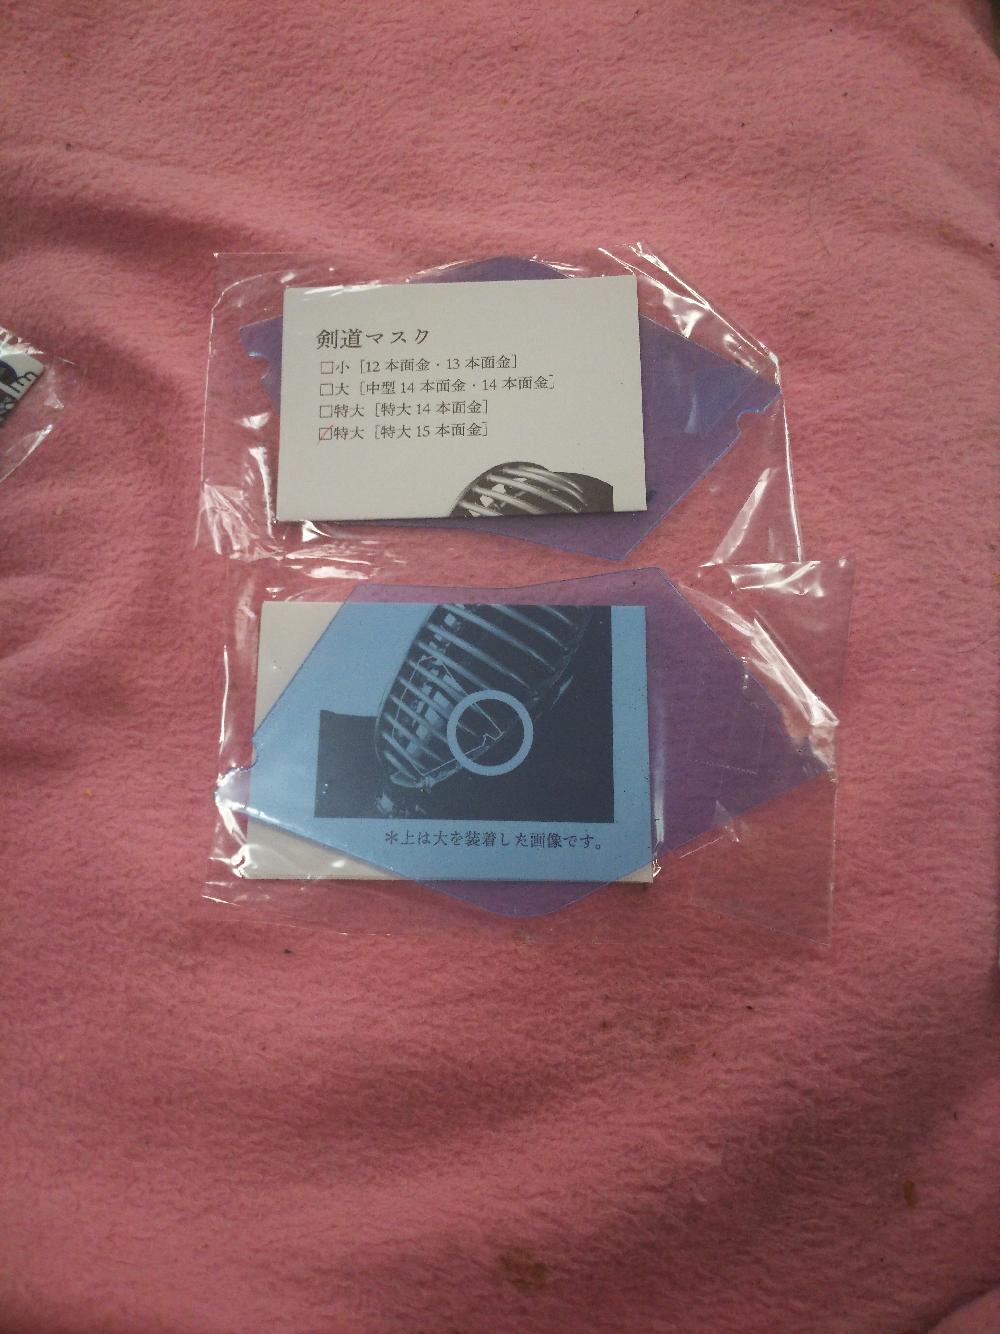 剣道マスク
□小［12 本面金・13 本面金］
□大［中型 14 本面金・14 本面金］
□特大［特大 14 本面金］
☑特大［特大 15 本面金］
＊上は大を装着した画像です。